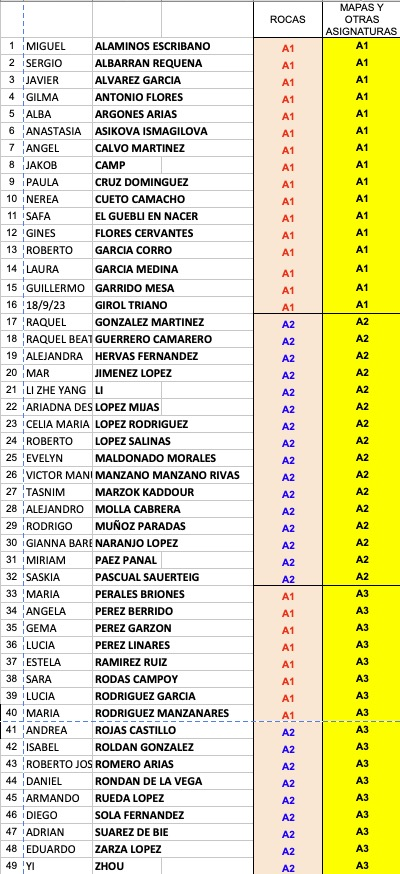 ROCAS MAPAS Y
OTRAS
ASIGNATURAS
1 MIGUEL ALAMINOS ESCRIBANO A1 A1
2 SERGIO ALBARRAN REQUENA A1 A1
3 JAVIER ALVAREZ GARCIA A1 A1
4 GILMA ANTONIO FLORES A1 A1
5 ALBA ARGONES ARIAS A1 A1
6 ANASTASIA ASIKOVA ISMAGILOVA A1 A1
7 ANGEL CALVO MARTINEZ A1 A1
8 JAKOB CAMP A1 A1
9 PAULA CRUZ DOMINGUEZ A1 A1
10 NEREA CUETO CAMACHO A1 A1
11 SAFA EL GUEBLI EN NACER A1 A1
12 GINES FLORES CERVANTES A1 A1
13 ROBERTO GARCIA CORRO A1 A1
14 LAURA GARCIA MEDINA A1 A1
15 GUILLERMO GARRIDO MESA A1 A1
16 18/9/23 GIROL TRIANO A1 A1
17 RAQUEL GONZALEZ MARTINEZ A2 A2
18 RAQUEL BEAT GUERRERO CAMARERO A2 A2
19 ALEJANDRA HERVAS FERNANDEZ A2 A2
20 MAR JIMENEZ LOPEZ A2 A2
21 LI ZHE YANG LI A2 A2
22 ARIADNA DES LOPEZ MIJAS A2 A2
23 CELIA MARIA LOPEZ RODRIGUEZ A2 A2
24 ROBERTO LOPEZ SALINAS A2 A2
25 EVELYN MALDONADO MORALES A2 A2
26 VICTOR MANU MANZANO MANZANO RIVAS A2 A2
27 TASNIM MARZOK KADDOUR A2 A2
28 ALEJANDRO MOLLA CABRERA A2 A2
29 RODRIGO MUÑOZ PARADAS A2 A2
30 GIANNA BARB NARANJO LOPEZ A2 A2
31 MIRIAM PAEZ PANAL A2 A2
32 SASKIA PASCUAL SAUERTEIG A2 A2
33 MARIA PERALES BRIONES A1 A3
34 ANGELA PEREZ BERRIDO A1 A3
35 GEMA PEREZ GARZON A1 A3
36 LUCIA PEREZ LINARES A1 A3
37 ESTELA RAMIREZ RUIZ A1 A3
38 SARA RODAS CAMPOY A1 A3
39 LUCIA RODRIGUEZ GARCIA A1 A3
40 MARIA RODRIGUEZ MANZANARES A1 A3
41 ANDREA ROJAS CASTILLO A2 A3
42 ISABEL ROLDAN GONZALEZ A2 A3
43 ROBERTO JOS ROMERO ARIAS A2 A3
44 DANIEL RONDAN DE LA VEGA A2 A3
45 ARMANDO RUEDA LOPEZ A2 A3
46 DIEGO SOLA FERNANDEZ A2 A3
47 ADRIAN SUAREZ DE BIE A2 A3
48 EDUARDO ZARZA LOPEZ A2 A3
49 YI ZHOU A2 A3